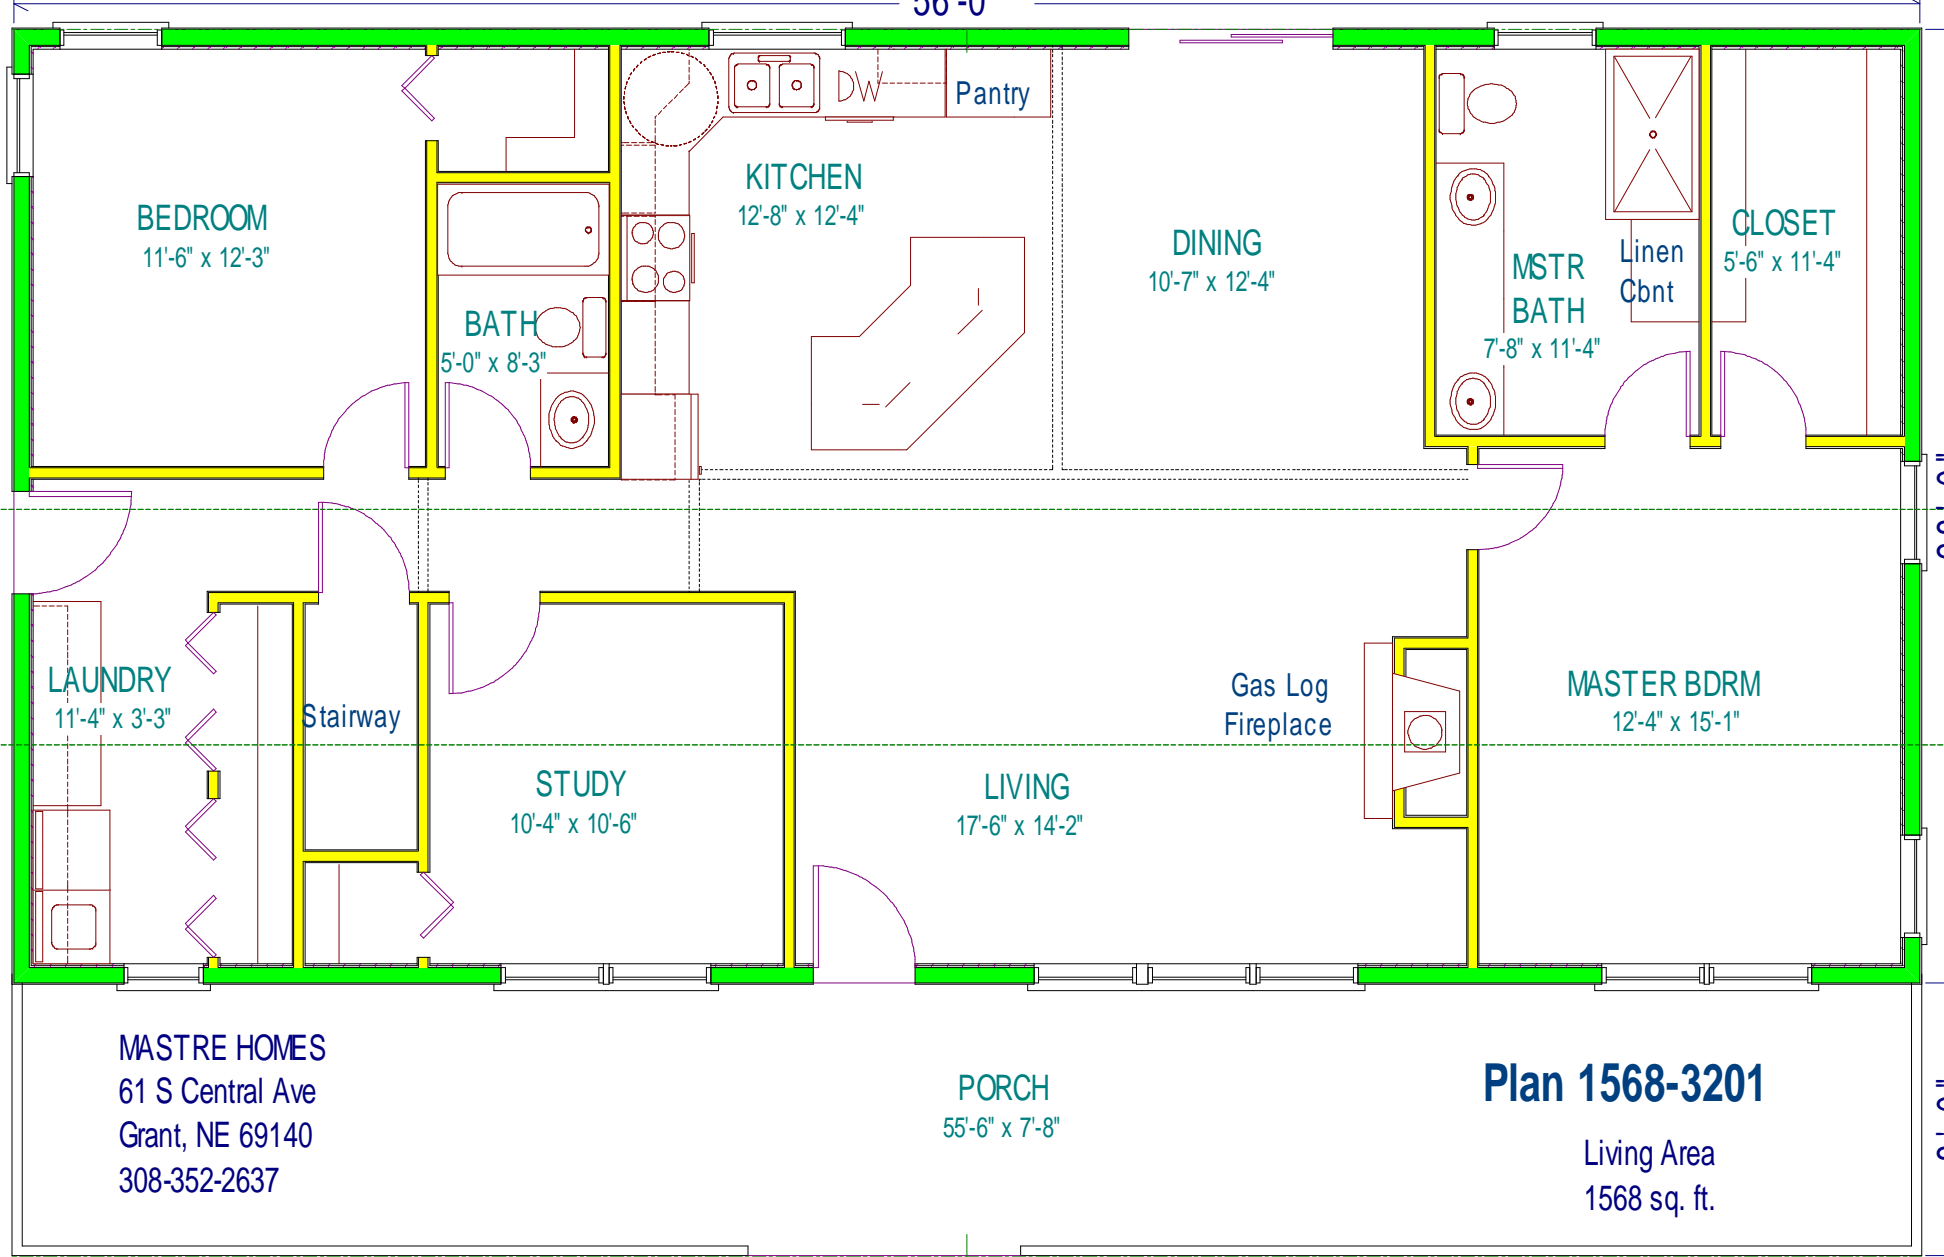 56'-0"
Pantry
KITCHEN
12'-8" x 12'-4"
DW
BEDROOM
11'-6" x 12'-3"
DINING
10'-7" x 12'-4"
CLOSET
5'-6" x 11'-4"
Linen
Cbnt
MSTR
BATH
7'-8" x 11'-4"
BATH
5'-0" x 8'-3"
LAUNDRY
11'-4" x 3'-3"
Stairway
Gas Log
Fireplace
MASTER BDRM
12'-4" x 15'-1"
STUDY
10'-4" x 10'-6"
LIVING
17'-6" x 14'-2"
MASTRE HOMES
61 S Central Ave
Grant, NE 69140
308-352-2637
PORCH
55'-6" x 7'-8"
Plan 1568-3201
Living Area
1568 sq. ft.